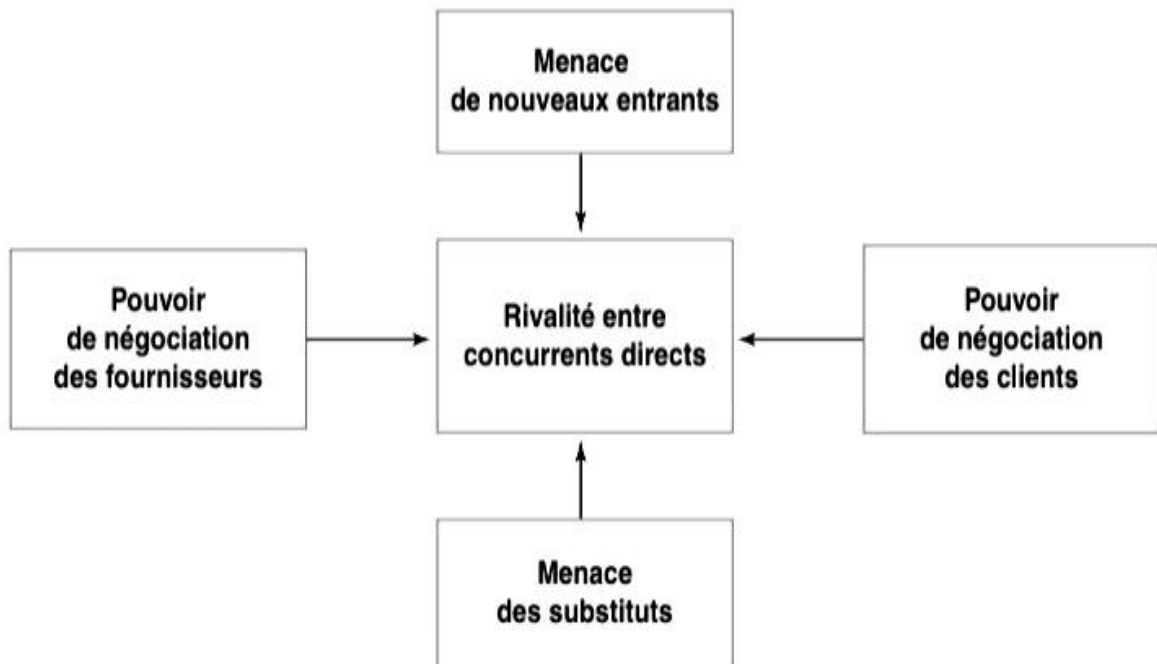 Menace
de nouveaux entrants
Pouvoir
de négociation
des fournisseurs
Rivalité entre
concurrents directs
Pouvoir
de négociation
des clients
Menace
des substituts